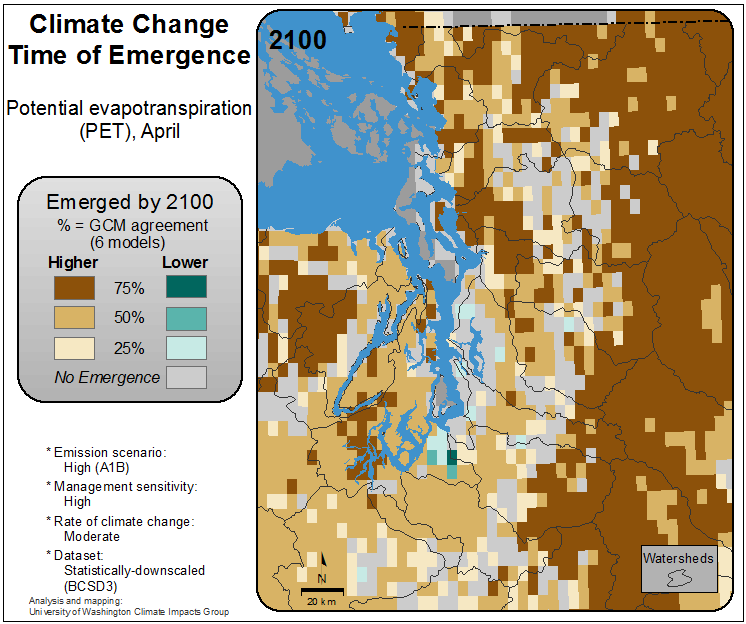 Climate Change
Time of Emergence
Potential evapotranspiration
(PET), April
Emerged by 2100
% = GCM agreement
(6 models)
Higher Lower
75%
50%
25%
No Emergence
* Emission scenario:
High (A1B)
* Management sensitivity:
High
* Rate of climate change:
Moderate
* Dataset:
Statistically-downscaled
(BCSD3)
Analysis and mapping:
University of Washington Climate Impacts Group
2100
N
20 km
Watersheds